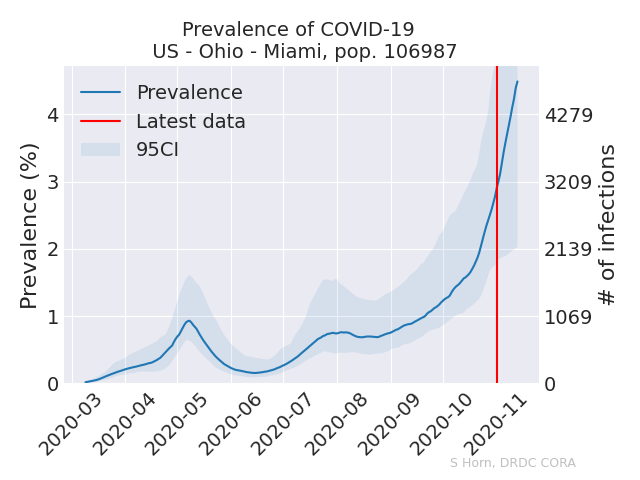 Prevalence of COVID-19
US - Ohio - Miami, pop. 106987
Prevalence
Latest data
95CI
Prevalence (%)
4
3
2
1
0
4279
3209
2139
1069
0
# of infections
2020-03
2020-04
2020-05
2020-06
2020-07
2020-08
2020-09
2020-10
2020-11
S Horn, DRDC CORA